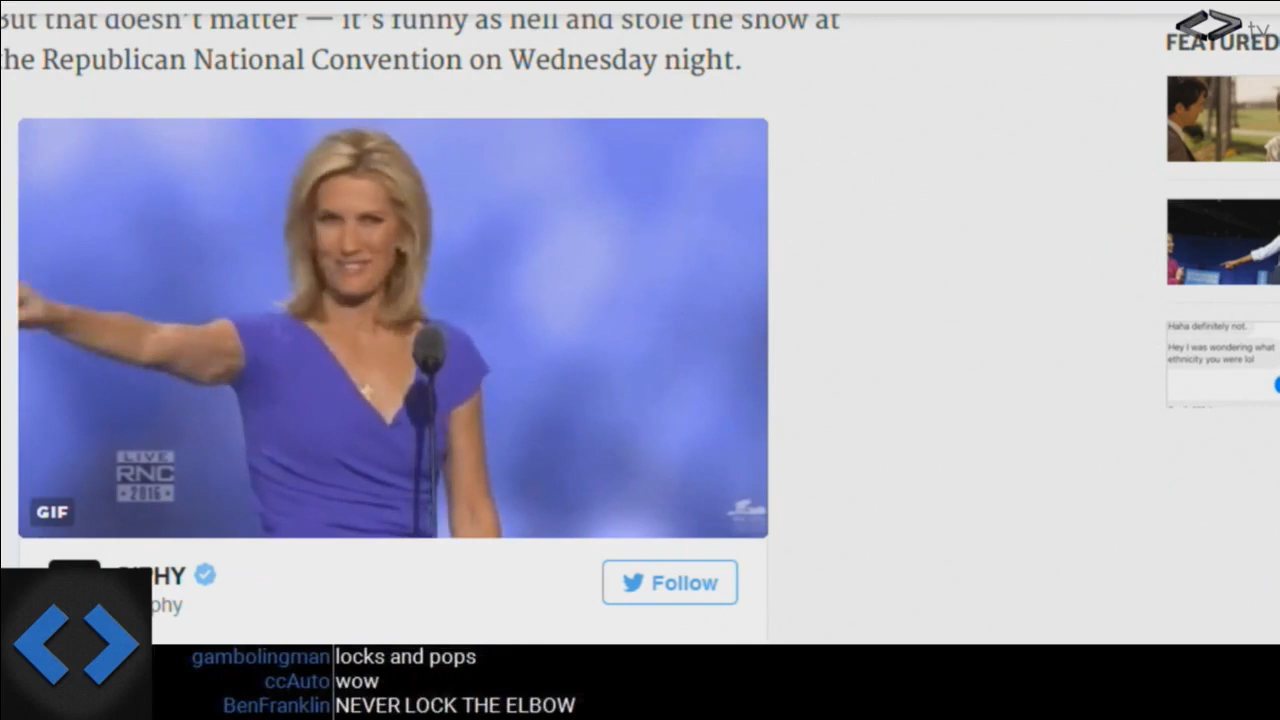 But that doesn't matter — it's funny as hell and stole the show at
the Republican National Convention on Wednesday night.
tv
FEATURED
Haha definitely not.
Hey I was wondering what
ethnicity you were lol
LIVE
RNC
2016
GIF
Follow
gambolingman locks and pops
ccAuto wow
BenFranklin NEVER LOCK THE ELBOW